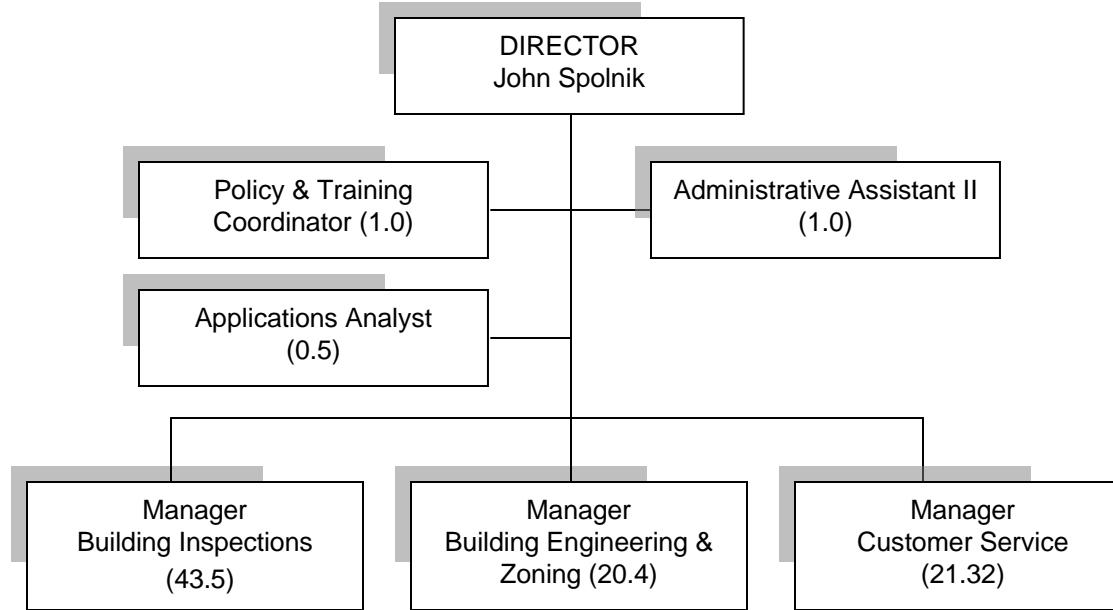 DIRECTOR
John Spolnik
Policy & Training
Coordinator (1.0)
Administrative Assistant II
(1.0)
Applications Analyst
(0.5)
Manager
Building Inspections
(43.5)
Manager
Building Engineering &
Zoning (20.4)
Manager
Customer Service
(21.32)